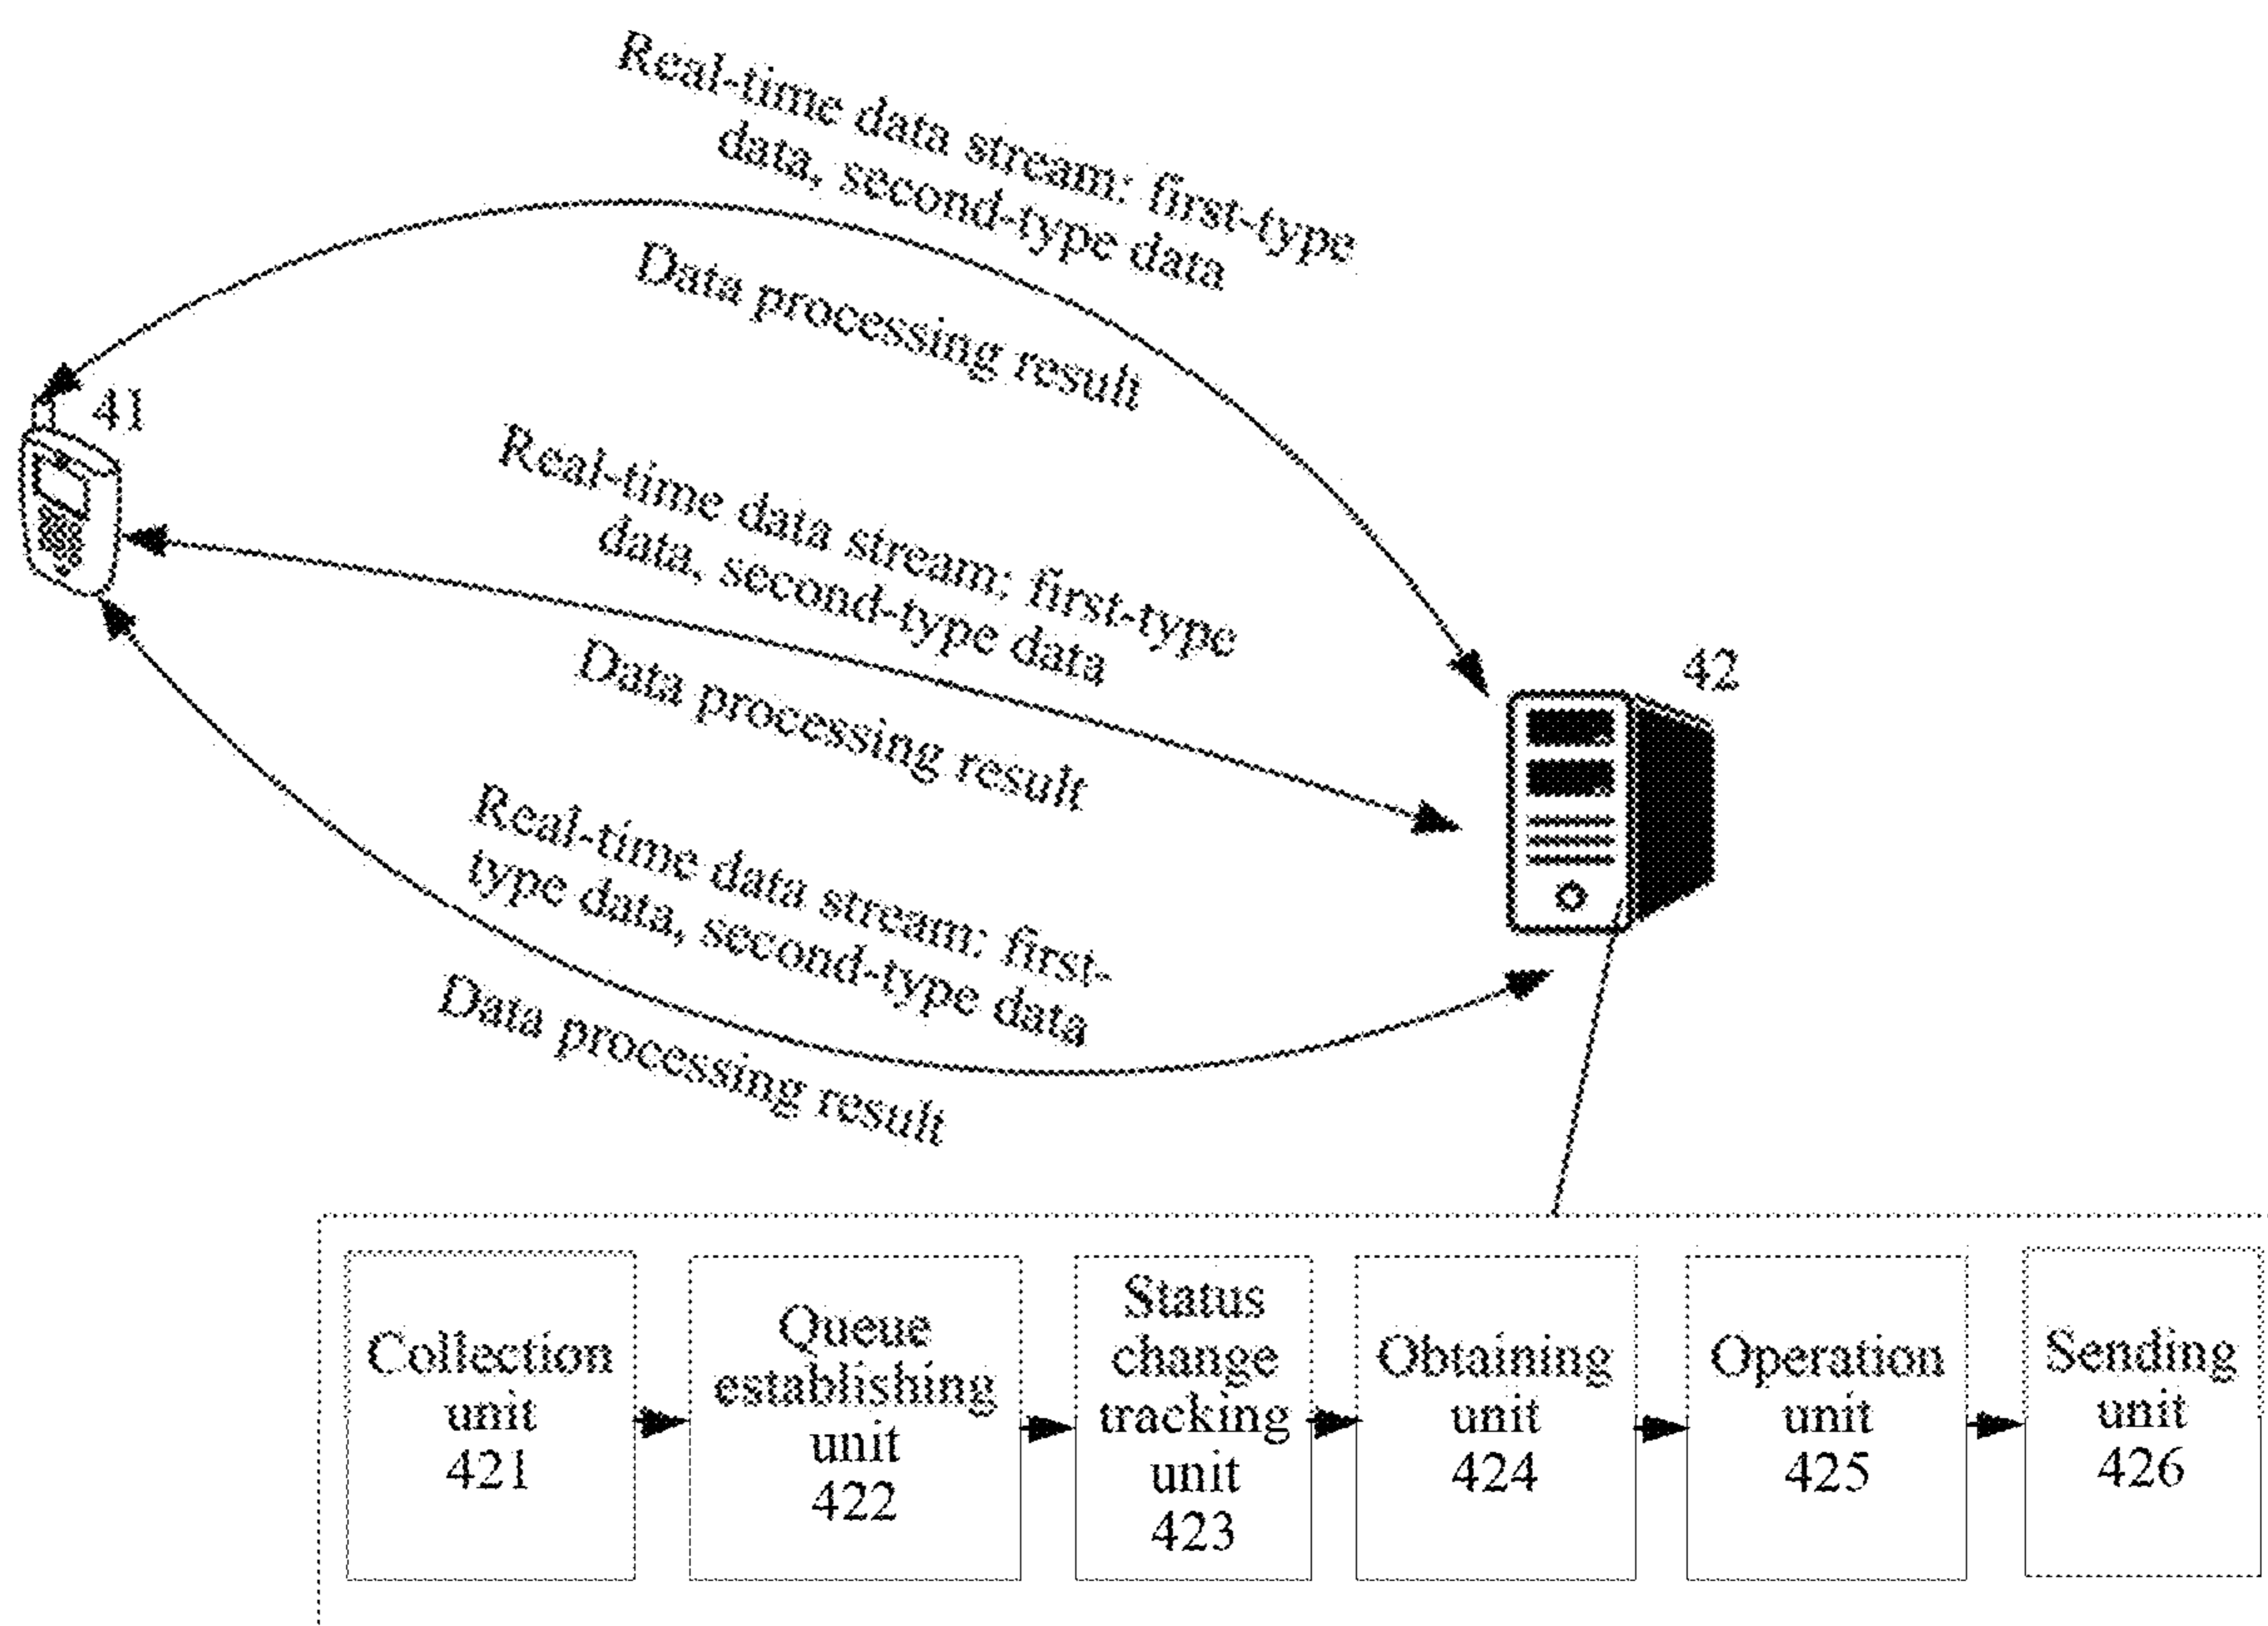 Real-time data stream: first-type
data, second-type data
Data processing result
41
Real-time data stream: first-type
data, second-type data
Data processing result
42
Real-time data stream: first-
type data, second-type data
Data processing result
Collection
unit
421
Queue
establishing
unit
422
Status
change
tracking
unit
423
Obtaining
unit
424
Operation
unit
425
Sending
unit
426